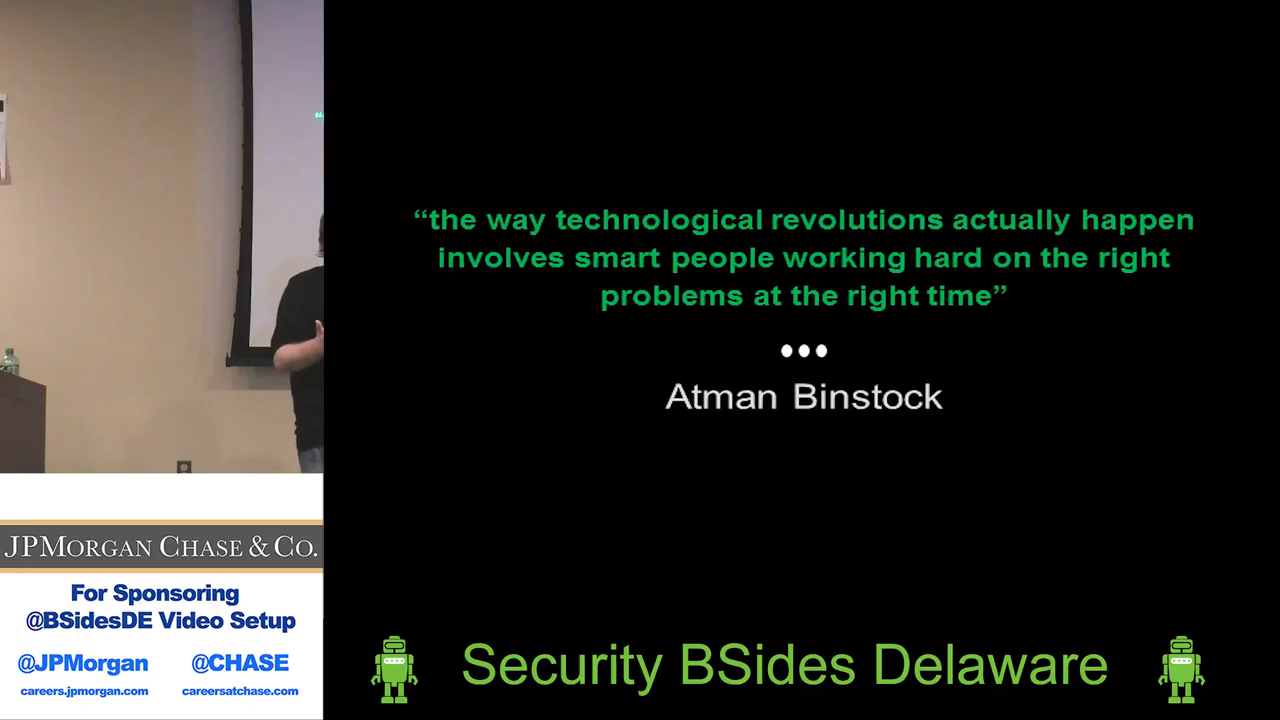 “the way technological revolutions actually happen
involves smart people working hard on the right
problems at the right time”
Atman Binstock
JPMORGAN CHASE & CO.
For Sponsoring
@BSidesDE Video Setup
@JPMorgan @CHASE
careers.jpmorgan.com careersatchase.com
Security BSides Delaware